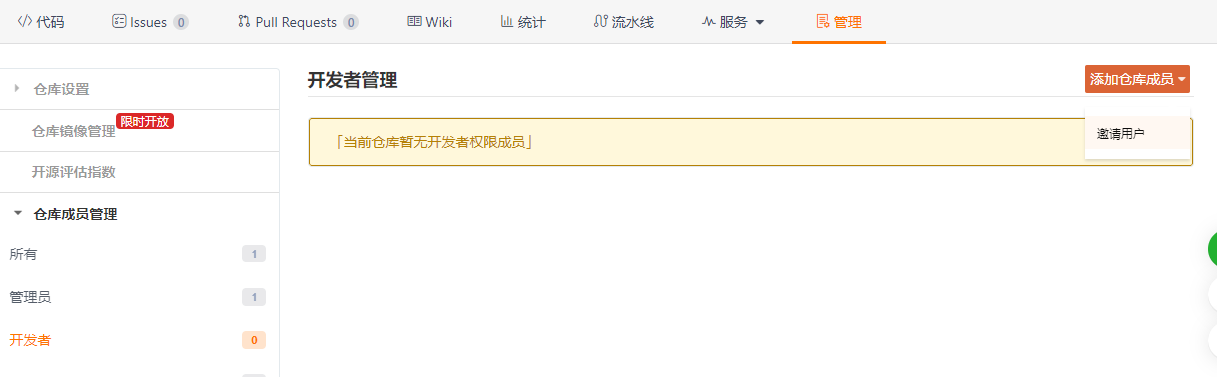 代码 Issues 0 Pull Requests 0 Wiki 统计 流水线 服务 管理
仓库设置
仓库镜像管理 限时开放
开源评估指数
仓库成员管理
所有 1
管理员 1
开发者 0
开发者管理
添加仓库成员
邀请用户
「当前仓库暂无开发者权限成员」